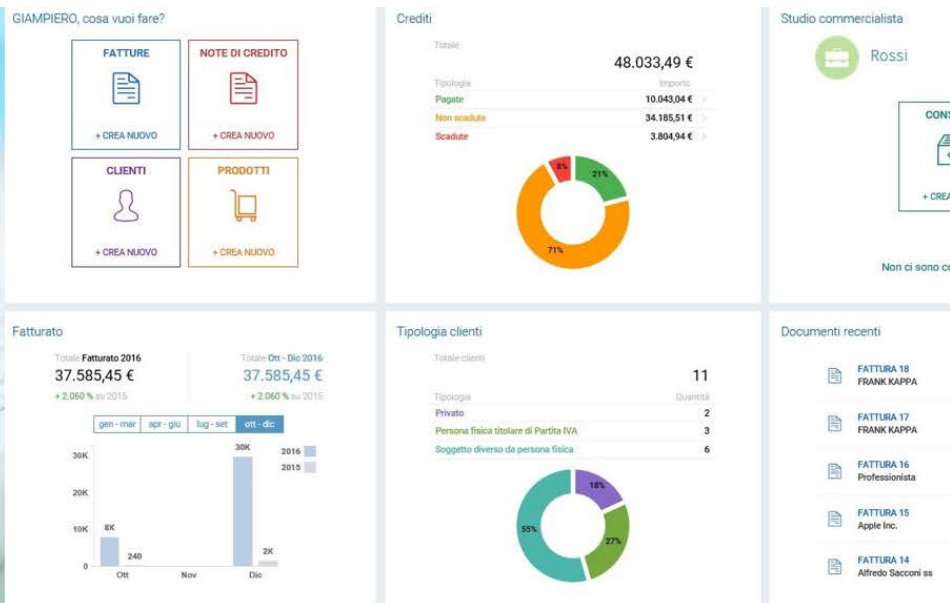 GIAMPIERO, cosa vuoi fare?
FATTURE
+ CREA NUOVO
NOTE DI CREDITO
+ CREA NUOVO
CLIENTI
+ CREA NUOVO
PRODOTTI
+ CREA NUOVO
Crediti
Totale
48.033,49 €
Tipologia Importo
Pagate 10.043,04 €
Non scadute 34.185,51 €
Scadute 3.804,94 €
8%
21%
71%
Studio commercialista
Rossi
CONS
+ CREA
Non ci sono co
Fatturato
Totale Fatturato 2016
37.585,45 €
+ 2.060 % su 2015
Totale Ott - Dic 2016
37.585,45 €
+ 2.060 % su 2015
gen - mar apr - giu lug - set ott - dic
30K
20K
10K
0
8K
240
30K
2K
2016
2015
Ott Nov Dic
Tipologia clienti
Totale clienti
11
Tipologia Quantità
Privato 2
Persona fisica titolare di Partita IVA 3
Soggetto diverso da persona fisica 6
18%
55%
27%
Documenti recenti
FATTURA 18
FRANK KAPPA
FATTURA 17
FRANK KAPPA
FATTURA 16
Professionista
FATTURA 15
Apple Inc.
FATTURA 14
Alfredo Sacconi ss